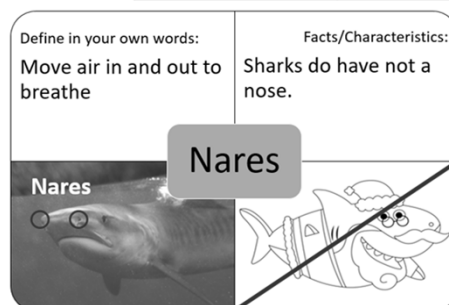 Define in your own words:
Move air in and out to
breathe
Facts/Characteristics:
Sharks do have not a
nose.
Nares
Nares